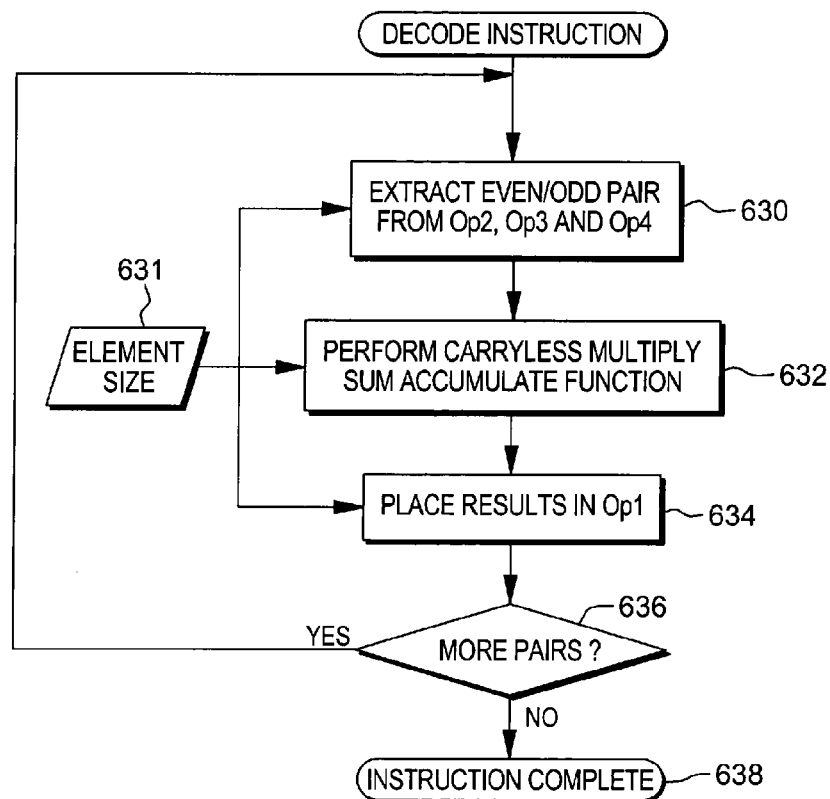 DECODE INSTRUCTION
EXTRACT EVEN/ODD PAIR
FROM Op2, Op3 AND Op4
630
631
ELEMENT
SIZE
PERFORM CARRYLESS MULTIPLY
SUM ACCUMULATE FUNCTION
632
PLACE RESULTS IN Op1
634
636
YES
MORE PAIRS ?
NO
INSTRUCTION COMPLETE
638